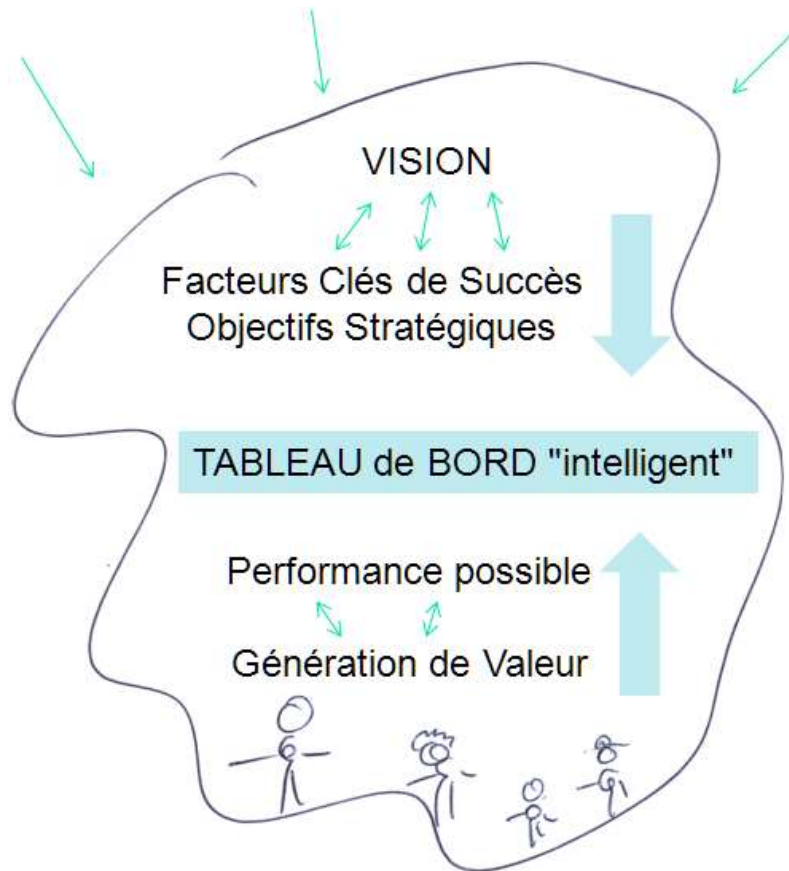 VISION
Facteurs Clés de Succès
Objectifs Stratégiques
TABLEAU de BORD "intelligent"
Performance possible
Génération de Valeur